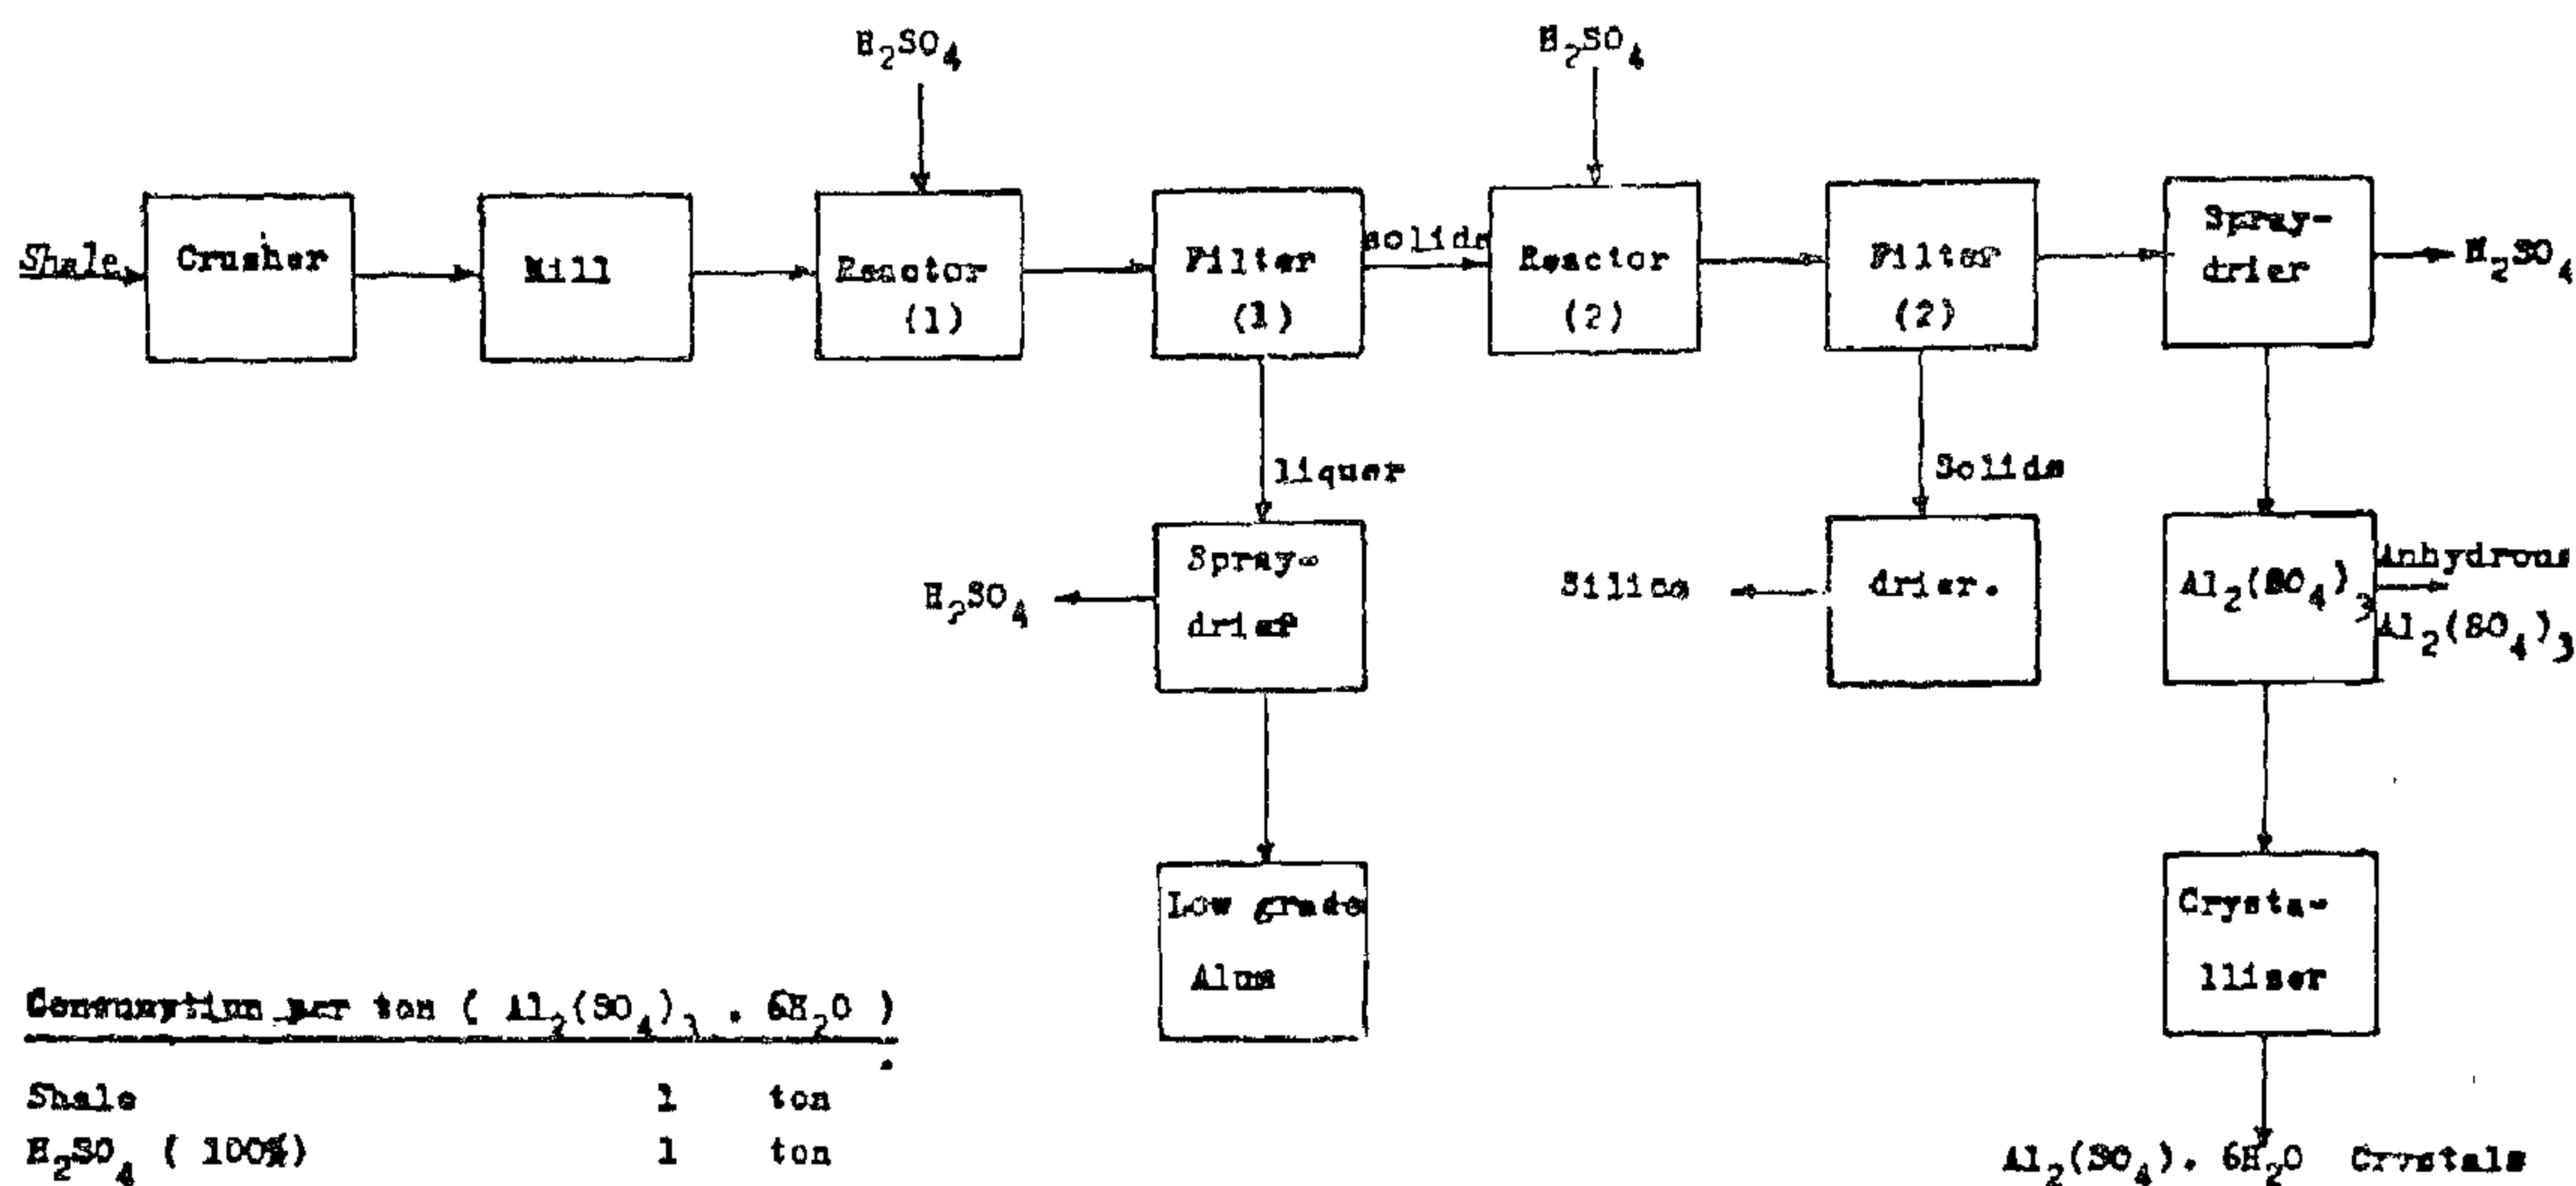 H₂SO₄
H₂SO₄
Shale
Crusher
Mill
Reactor
(1)
Filter
(1)
solids
Reactor
(2)
Filter
(2)
Spray-
drier
H₂SO₄
liquer
Solids
H₂SO₄
Spray-
drier
Silica
drier.
Al₂(SO₄)₃
Anhydrous
Al₂(SO₄)₃
Low grade
Alum
Crysta-
lliser
Consumption per ton ( Al₂(SO₄)₃ . 6H₂O )
Shale 1 ton
H₂SO₄ ( 100%) 1 ton
Al₂(SO₄). 6H₂O Crystals